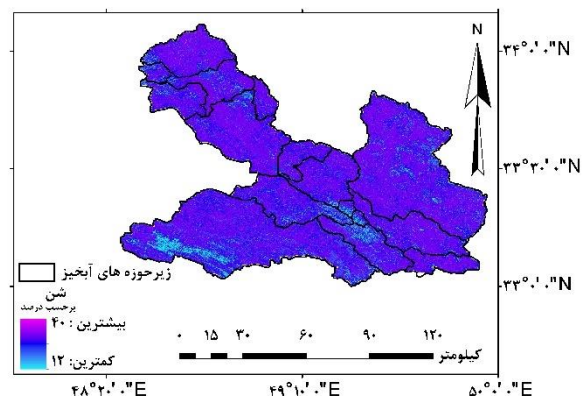 N
۳۴°۰'۰"N
۳۳°۳۰'۰"N
۳۳°۰'۰"N
زیرحوزه های آبخیز
شن
برحسب درصد
بیشترین : ۴۰
کمترین: ۱۲
۰ ۱۵ ۳۰ ۶۰ ۹۰ ۱۲۰
کیلومتر
۴۸°۲۰'۰"E ۴۹°۱۰'۰"E ۵۰°۰'۰"E